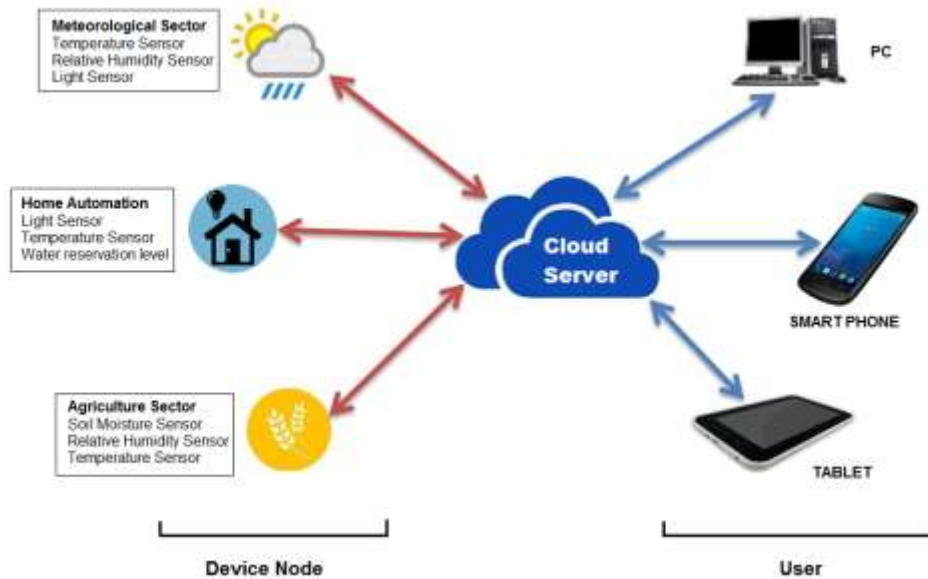 Meteorological Sector
Temperature Sensor
Relative Humidity Sensor
Light Sensor
PC
Home Automation
Light Sensor
Temperature Sensor
Water reservation level
Cloud
Server
SMART PHONE
Agriculture Sector
Soil Moisture Sensor
Relative Humidity Sensor
Temperature Sensor
TABLET
Device Node
User